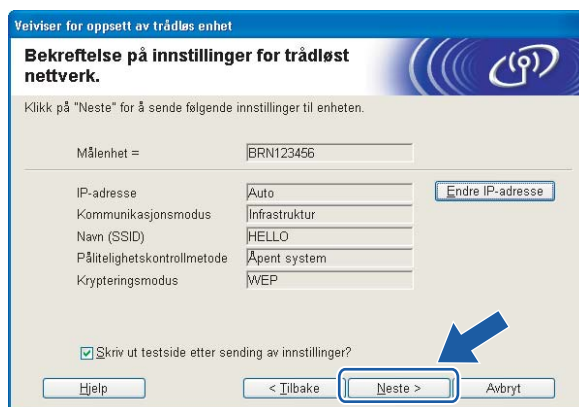 Veiviser for oppsett av trådløs enhet
Bekreftelse på innstillinger for trådløst
nettverk.
Klikk på "Neste" for å sende følgende innstillinger til enheten.
Målenhet = BRN123456
IP-adresse Auto Endre IP-adresse
Kommunikasjonsmodus Infrastruktur
Navn (SSID) HELLO
Pålitelighetskontrollmetode Åpent system
Krypteringsmodus WEP
Skriv ut testside etter sending av innstillinger?
Hjelp < Tilbake Neste > Avbryt